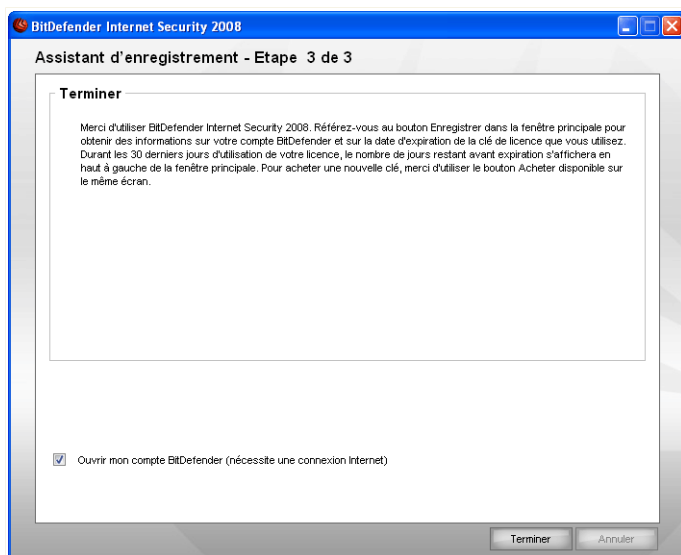 BitDefender Internet Security 2008
Assistant d'enregistrement - Etape 3 de 3
Terminer
Merci d'utiliser BitDefender Internet Security 2008. Référez-vous au bouton Enregistrer dans la fenêtre principale pour
obtenir des informations sur votre compte BitDefender et sur la date d'expiration de la clé de licence que vous utilisez.
Durant les 30 derniers jours d'utilisation de votre licence, le nombre de jours restant avant expiration s'affichera en
haut à gauche de la fenêtre principale. Pour acheter une nouvelle clé, merci d'utiliser le bouton Acheter disponible sur
le même écran.
Ouvrir mon compte BitDefender (nécessite une connexion Internet)
Terminer
Annuler